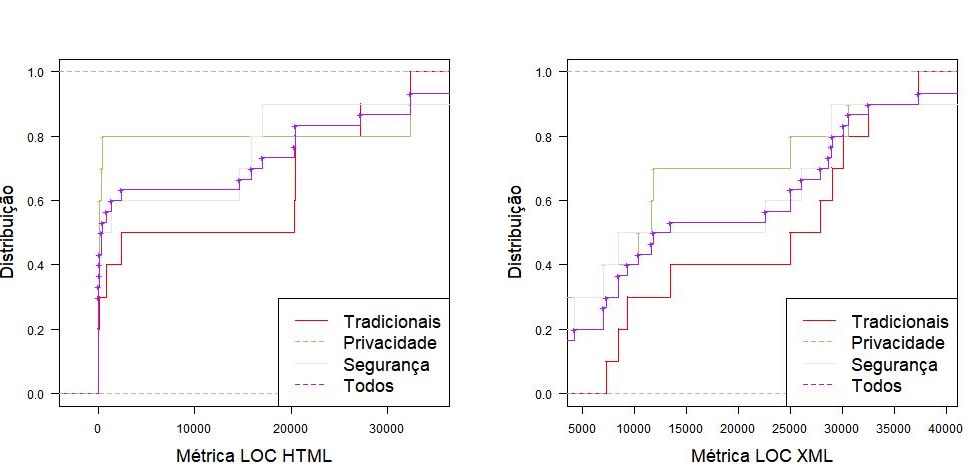 Distribuição
1.0
0.8
0.6
0.4
0.2
0.0
Tradicionais
Privacidade
Segurança
Todos
0 10000 20000 30000
Métrica LOC HTML
Distribuição
1.0
0.8
0.6
0.4
0.2
0.0
Tradicionais
Privacidade
Segurança
Todos
5000 10000 15000 20000 25000 30000 35000 40000
Métrica LOC XML